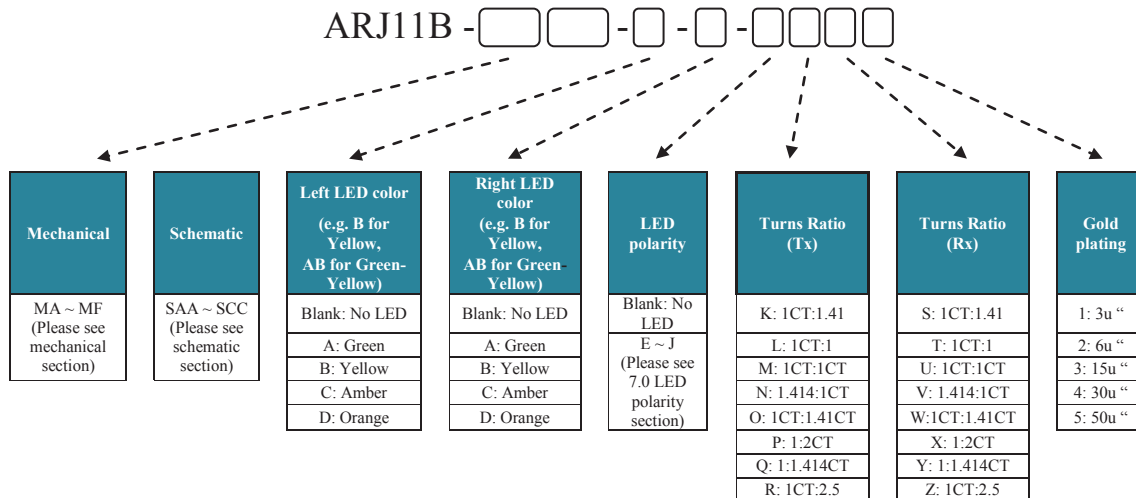 ARJ11B - - - -
Mechanical
MA ~ MF
(Please see
mechanical
section)
Schematic
SAA ~ SCC
(Please see
schematic
section)
Left LED color
(e.g. B for
Yellow,
AB for Green-
Yellow)
Blank: No LED
A: Green
B: Yellow
C: Amber
D: Orange
Right LED
color
(e.g. B for
Yellow,
AB for Green-
Yellow)
Blank: No LED
A: Green
B: Yellow
C: Amber
D: Orange
LED
polarity
Blank: No
LED
E ~ J
(Please see
7.0 LED
polarity
section)
Turns Ratio
(Tx)
K: 1CT:1.41
L: 1CT:1
M: 1CT:1CT
N: 1.414:1CT
O: 1CT:1.41CT
P: 1:2CT
Q: 1:1.414CT
R: 1CT:2.5
Turns Ratio
(Rx)
S: 1CT:1.41
T: 1CT:1
U: 1CT:1CT
V: 1.414:1CT
W:1CT:1.41CT
X: 1:2CT
Y: 1:1.414CT
Z: 1CT:2.5
Gold
plating
1: 3u “
2: 6u “
3: 15u “
4: 30u “
5: 50u “